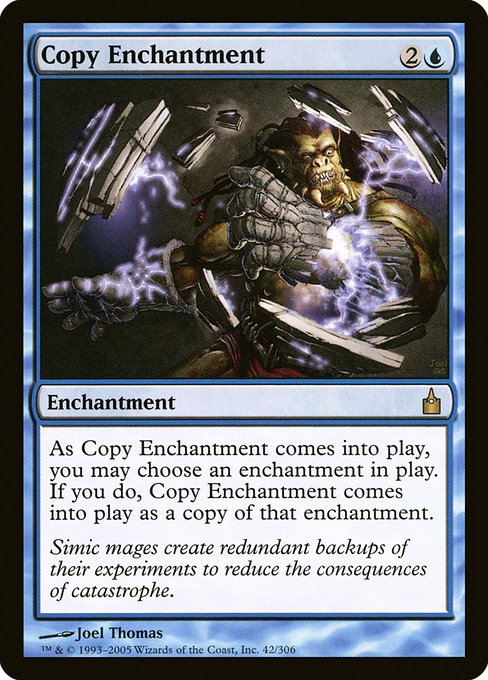 Copy Enchantment
2
Enchantment
As Copy Enchantment comes into play,
you may choose an enchantment in play.
If you do, Copy Enchantment comes
into play as a copy of that enchantment.
Simic mages create redundant backups of
their experiments to reduce the consequences
of catastrophe.
Joel Thomas
™ & © 1993–2005 Wizards of the Coast, Inc. 42/306